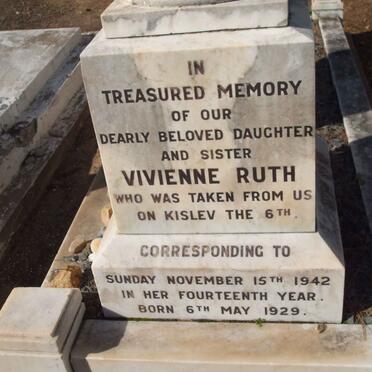 IN
TREASURED MEMORY
OF OUR
DEARLY BELOVED DAUGHTER
AND SISTER
VIVIENNE RUTH
WHO WAS TAKEN FROM US
ON KISLEV THE 6TH.
CORRESPONDING TO
SUNDAY NOVEMBER 15TH 1942
IN HER FOURTEENTH YEAR.
BORN 6TH MAY 1929.